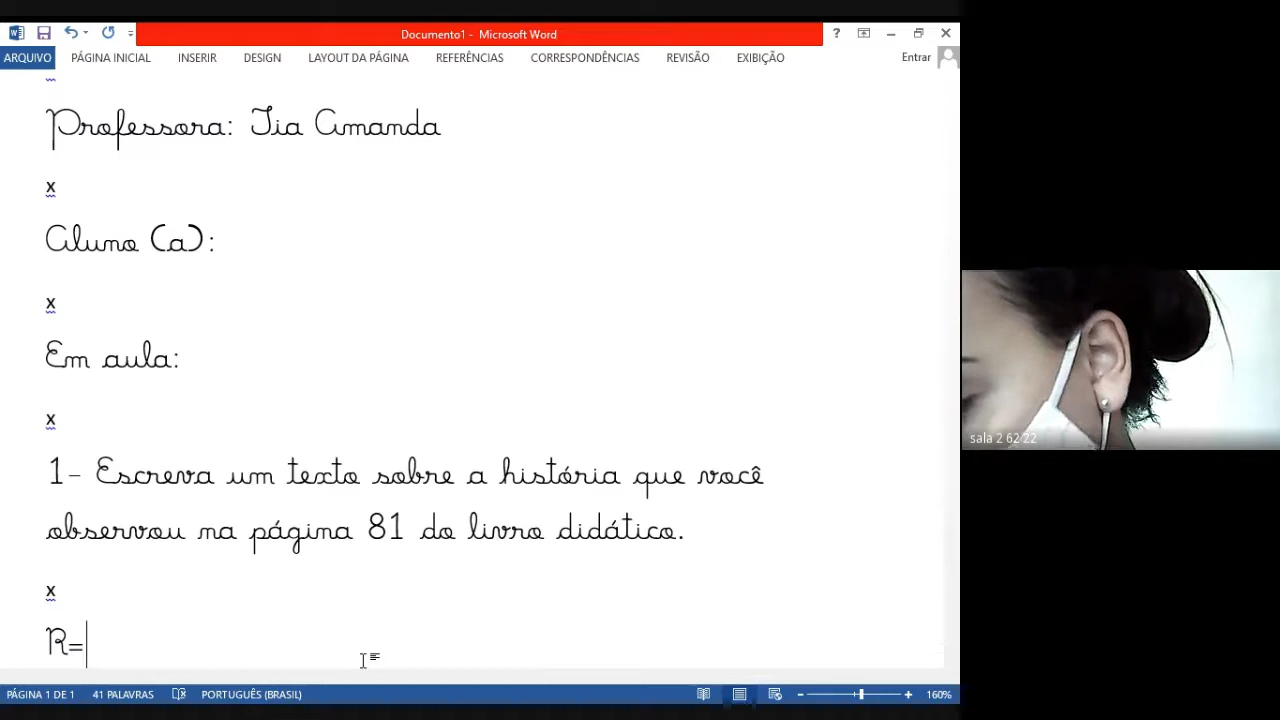 Documento1 - Microsoft Word
?
ARQUIVO PÁGINA INICIAL INSERIR DESIGN LAYOUT DA PÁGINA REFERÊNCIAS CORRESPONDÊNCIAS REVISÃO EXIBIÇÃO Entrar
Professora: Tia Amanda
x
Aluno (a):
x
Em aula:
x
1- Escreva um texto sobre a história que você
observou na página 81 do livro didático.
x
R=
sala 2 62 22
PÁGINA 1 DE 1 41 PALAVRAS PORTUGUÊS (BRASIL) 160%